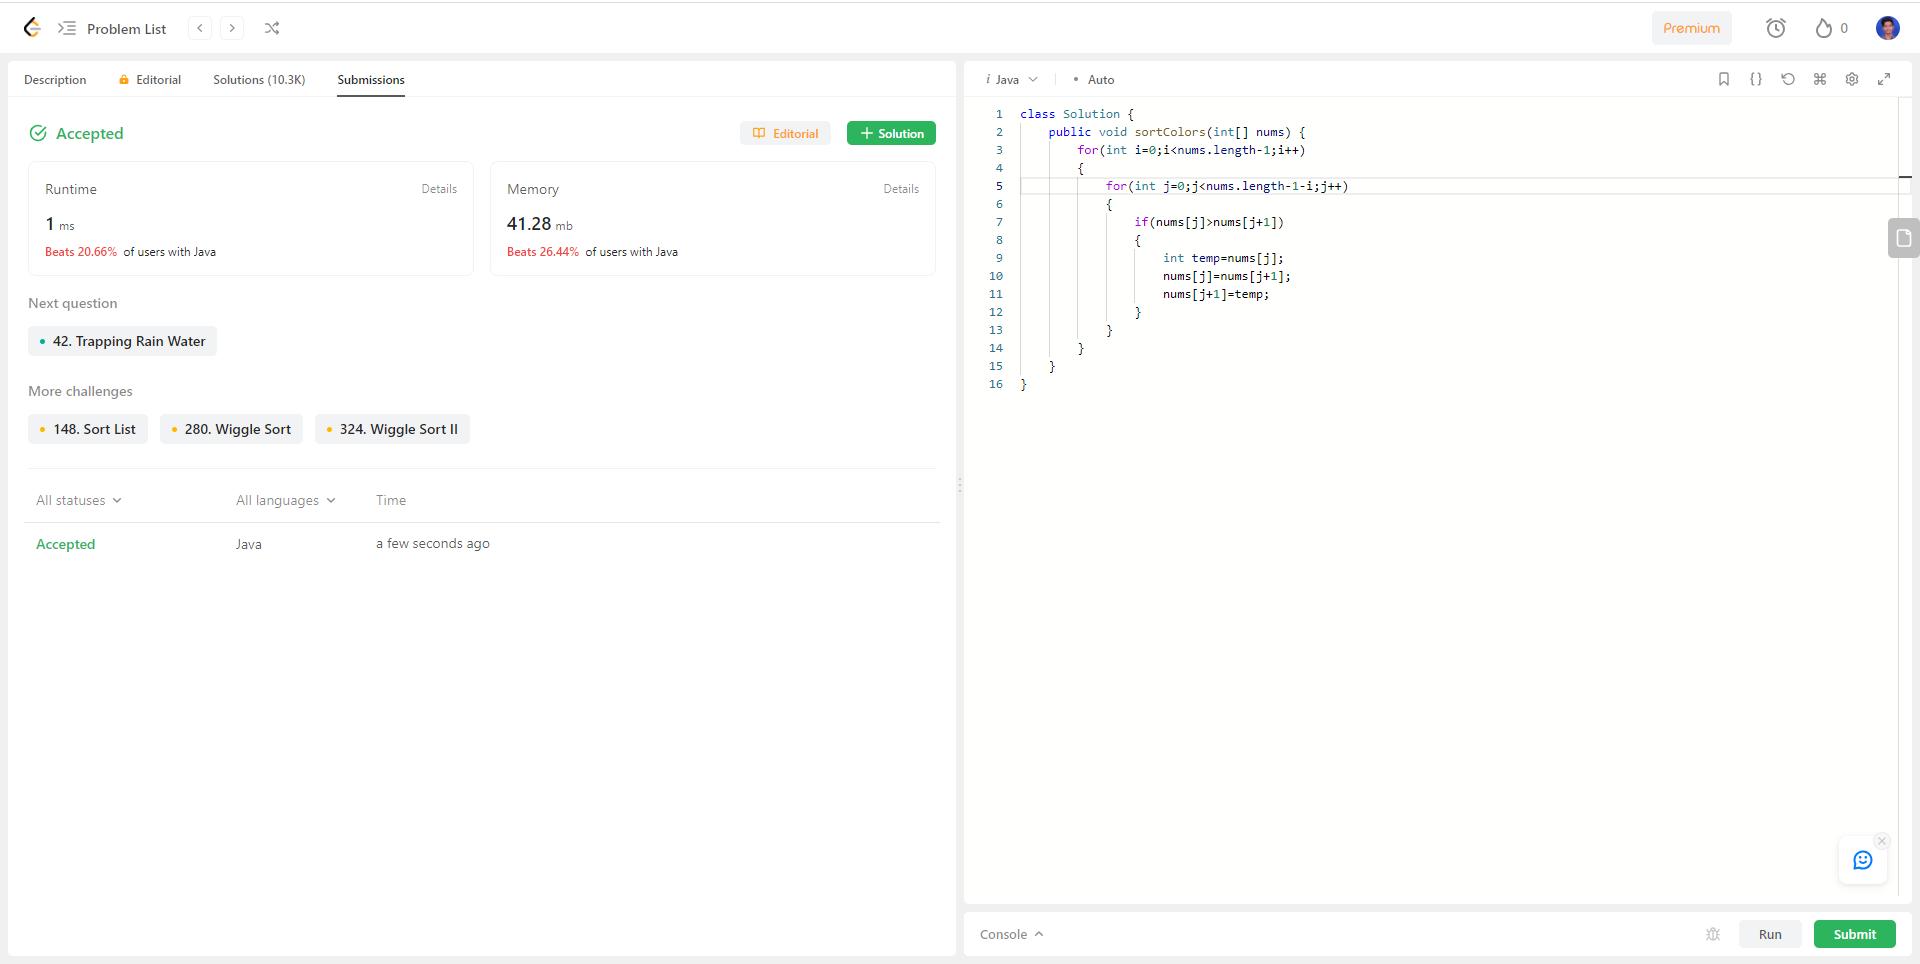 Problem List
Premium
0
Description
Editorial
Solutions (10.3K)
Submissions
Accepted
Editorial
Solution
Runtime
Details
1 ms
Beats 20.66% of users with Java
Memory
Details
41.28 mb
Beats 26.44% of users with Java
Next question
42. Trapping Rain Water
More challenges
148. Sort List
280. Wiggle Sort
324. Wiggle Sort II
All statuses
All languages
Time
Accepted
Java
a few seconds ago
i Java
• Auto
{}
1 class Solution {
2 public void sortColors(int[] nums) {
3 for(int i=0;i<nums.length-1;i++)
4 {
5 for(int j=0;j<nums.length-1-i;j++)
6 {
7 if(nums[j]>nums[j+1])
8 {
9 int temp=nums[j];
10 nums[j]=nums[j+1];
11 nums[j+1]=temp;
12 }
13 }
14 }
15 }
16 }
Console
Run
Submit